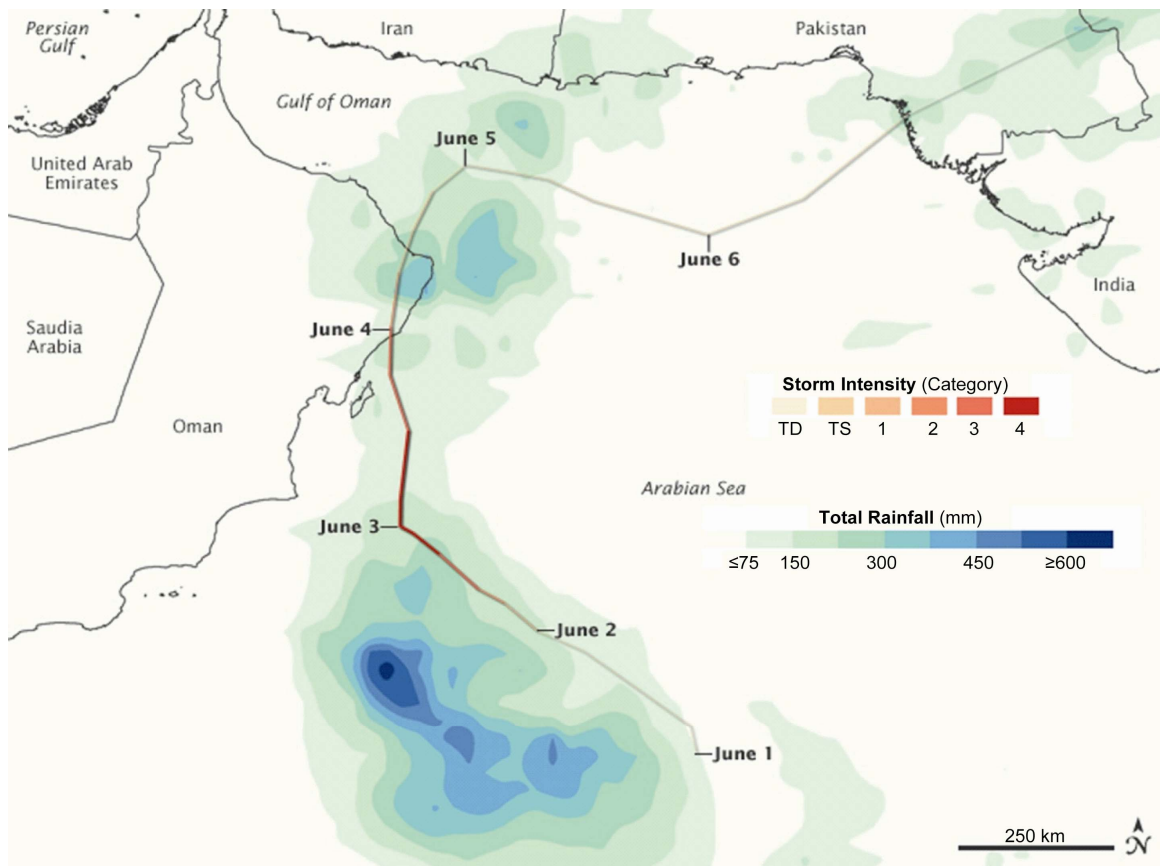 Persian
Gulf
Iran
Pakistan
Gulf of Oman
June 5
United Arab
Emirates
June 6
India
June 4
Saudia
Arabia
Storm Intensity (Category)
TD TS 1 2 3 4
Oman
Arabian Sea
June 3
Total Rainfall (mm)
≤75 150 300 450 ≥600
June 2
June 1
250 km
N